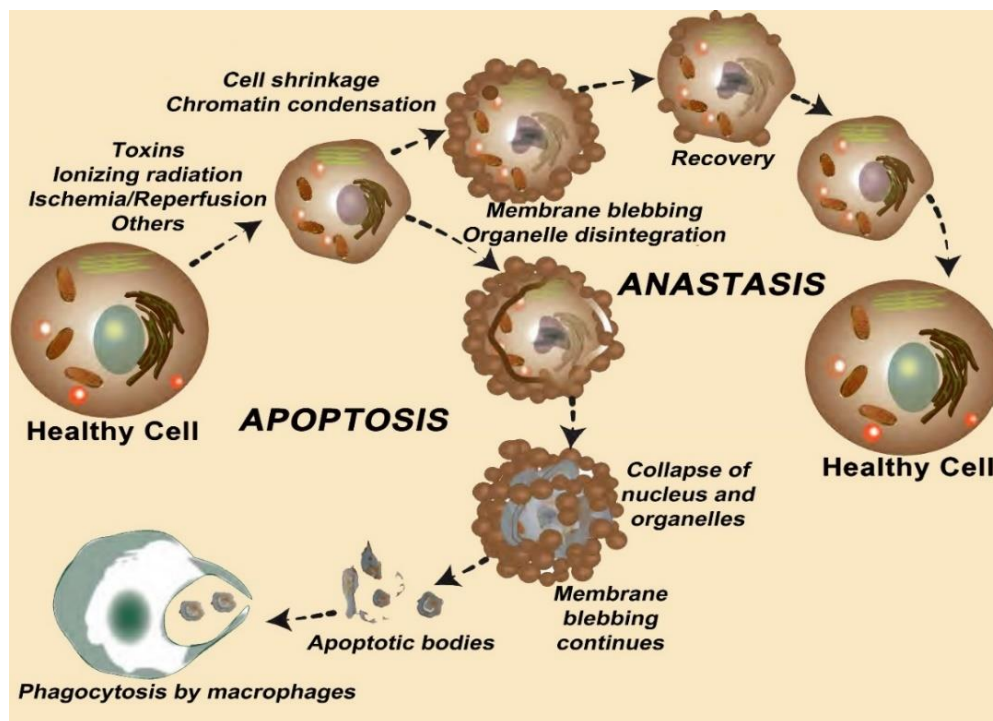 Cell shrinkage
Chromatin condensation
Toxins
Ionizing radiation
Ischemia/Reperfusion
Others
Recovery
Membrane blebbing
Organelle disintegration
ANASTASIS
Healthy Cell
APOPTOSIS
Healthy Cell
Collapse of
nucleus and
organelles
Membrane
blebbing
continues
Apoptotic bodies
Phagocytosis by macrophages